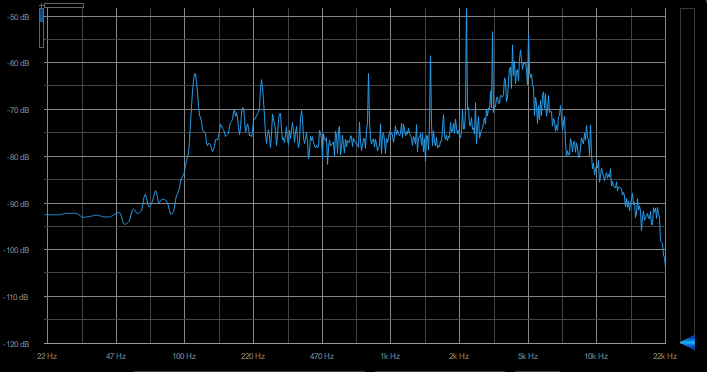 -50 dB
-60 dB
-70 dB
-80 dB
-90 dB
-100 dB
-110 dB
-120 dB
22 Hz 47 Hz 100 Hz 220 Hz 470 Hz 1k Hz 2k Hz 5k Hz 10k Hz 22k Hz